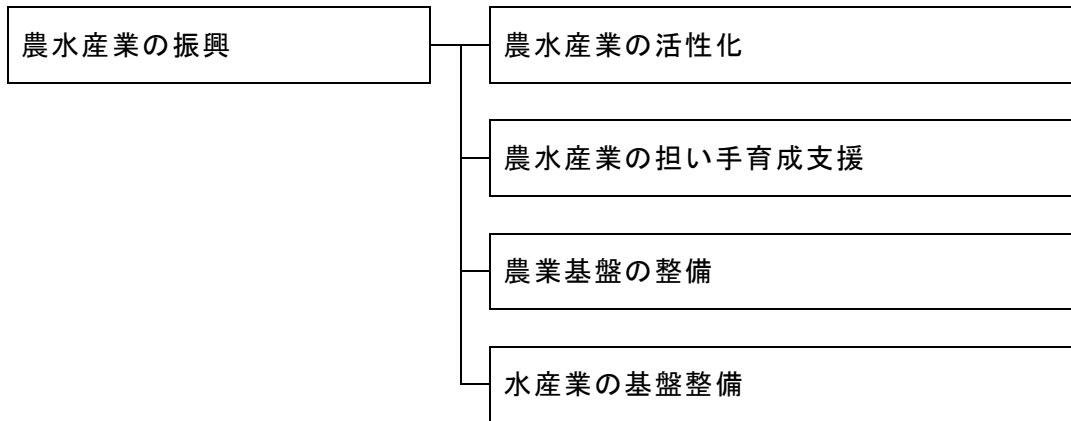 農水産業の振興
農水産業の活性化
農水産業の担い手育成支援
農業基盤の整備
水産業の基盤整備